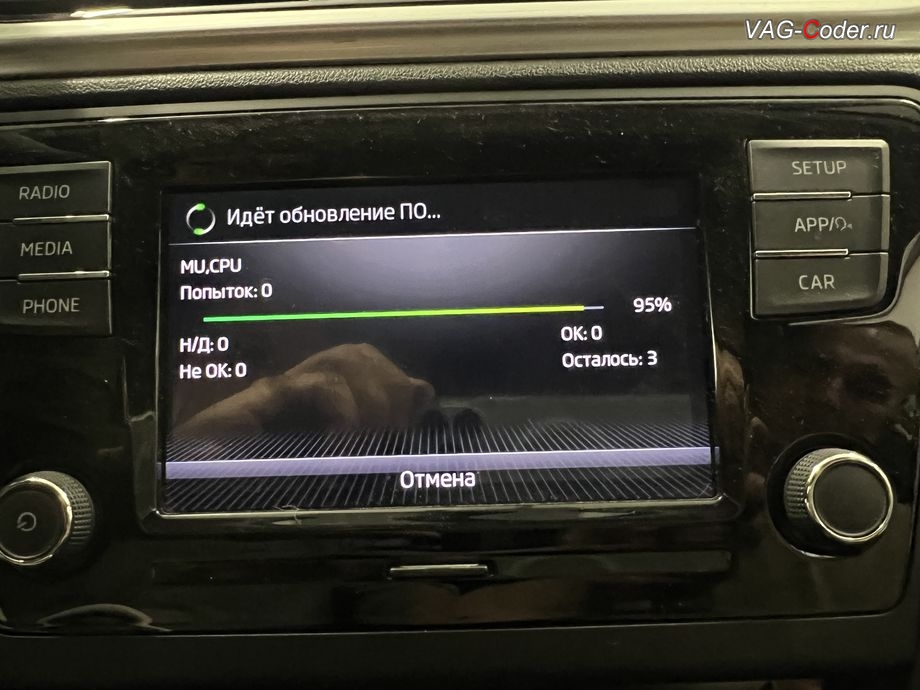 VAG-Coder.ru
RADIO
MEDIA
PHONE
SETUP
APP/
CAR
Идёт обновление ПО...
MU,CPU
Попыток: 0
95%
Н/Д: 0
OK: 0
Не ОК: 0
Осталось: 3
Отмена